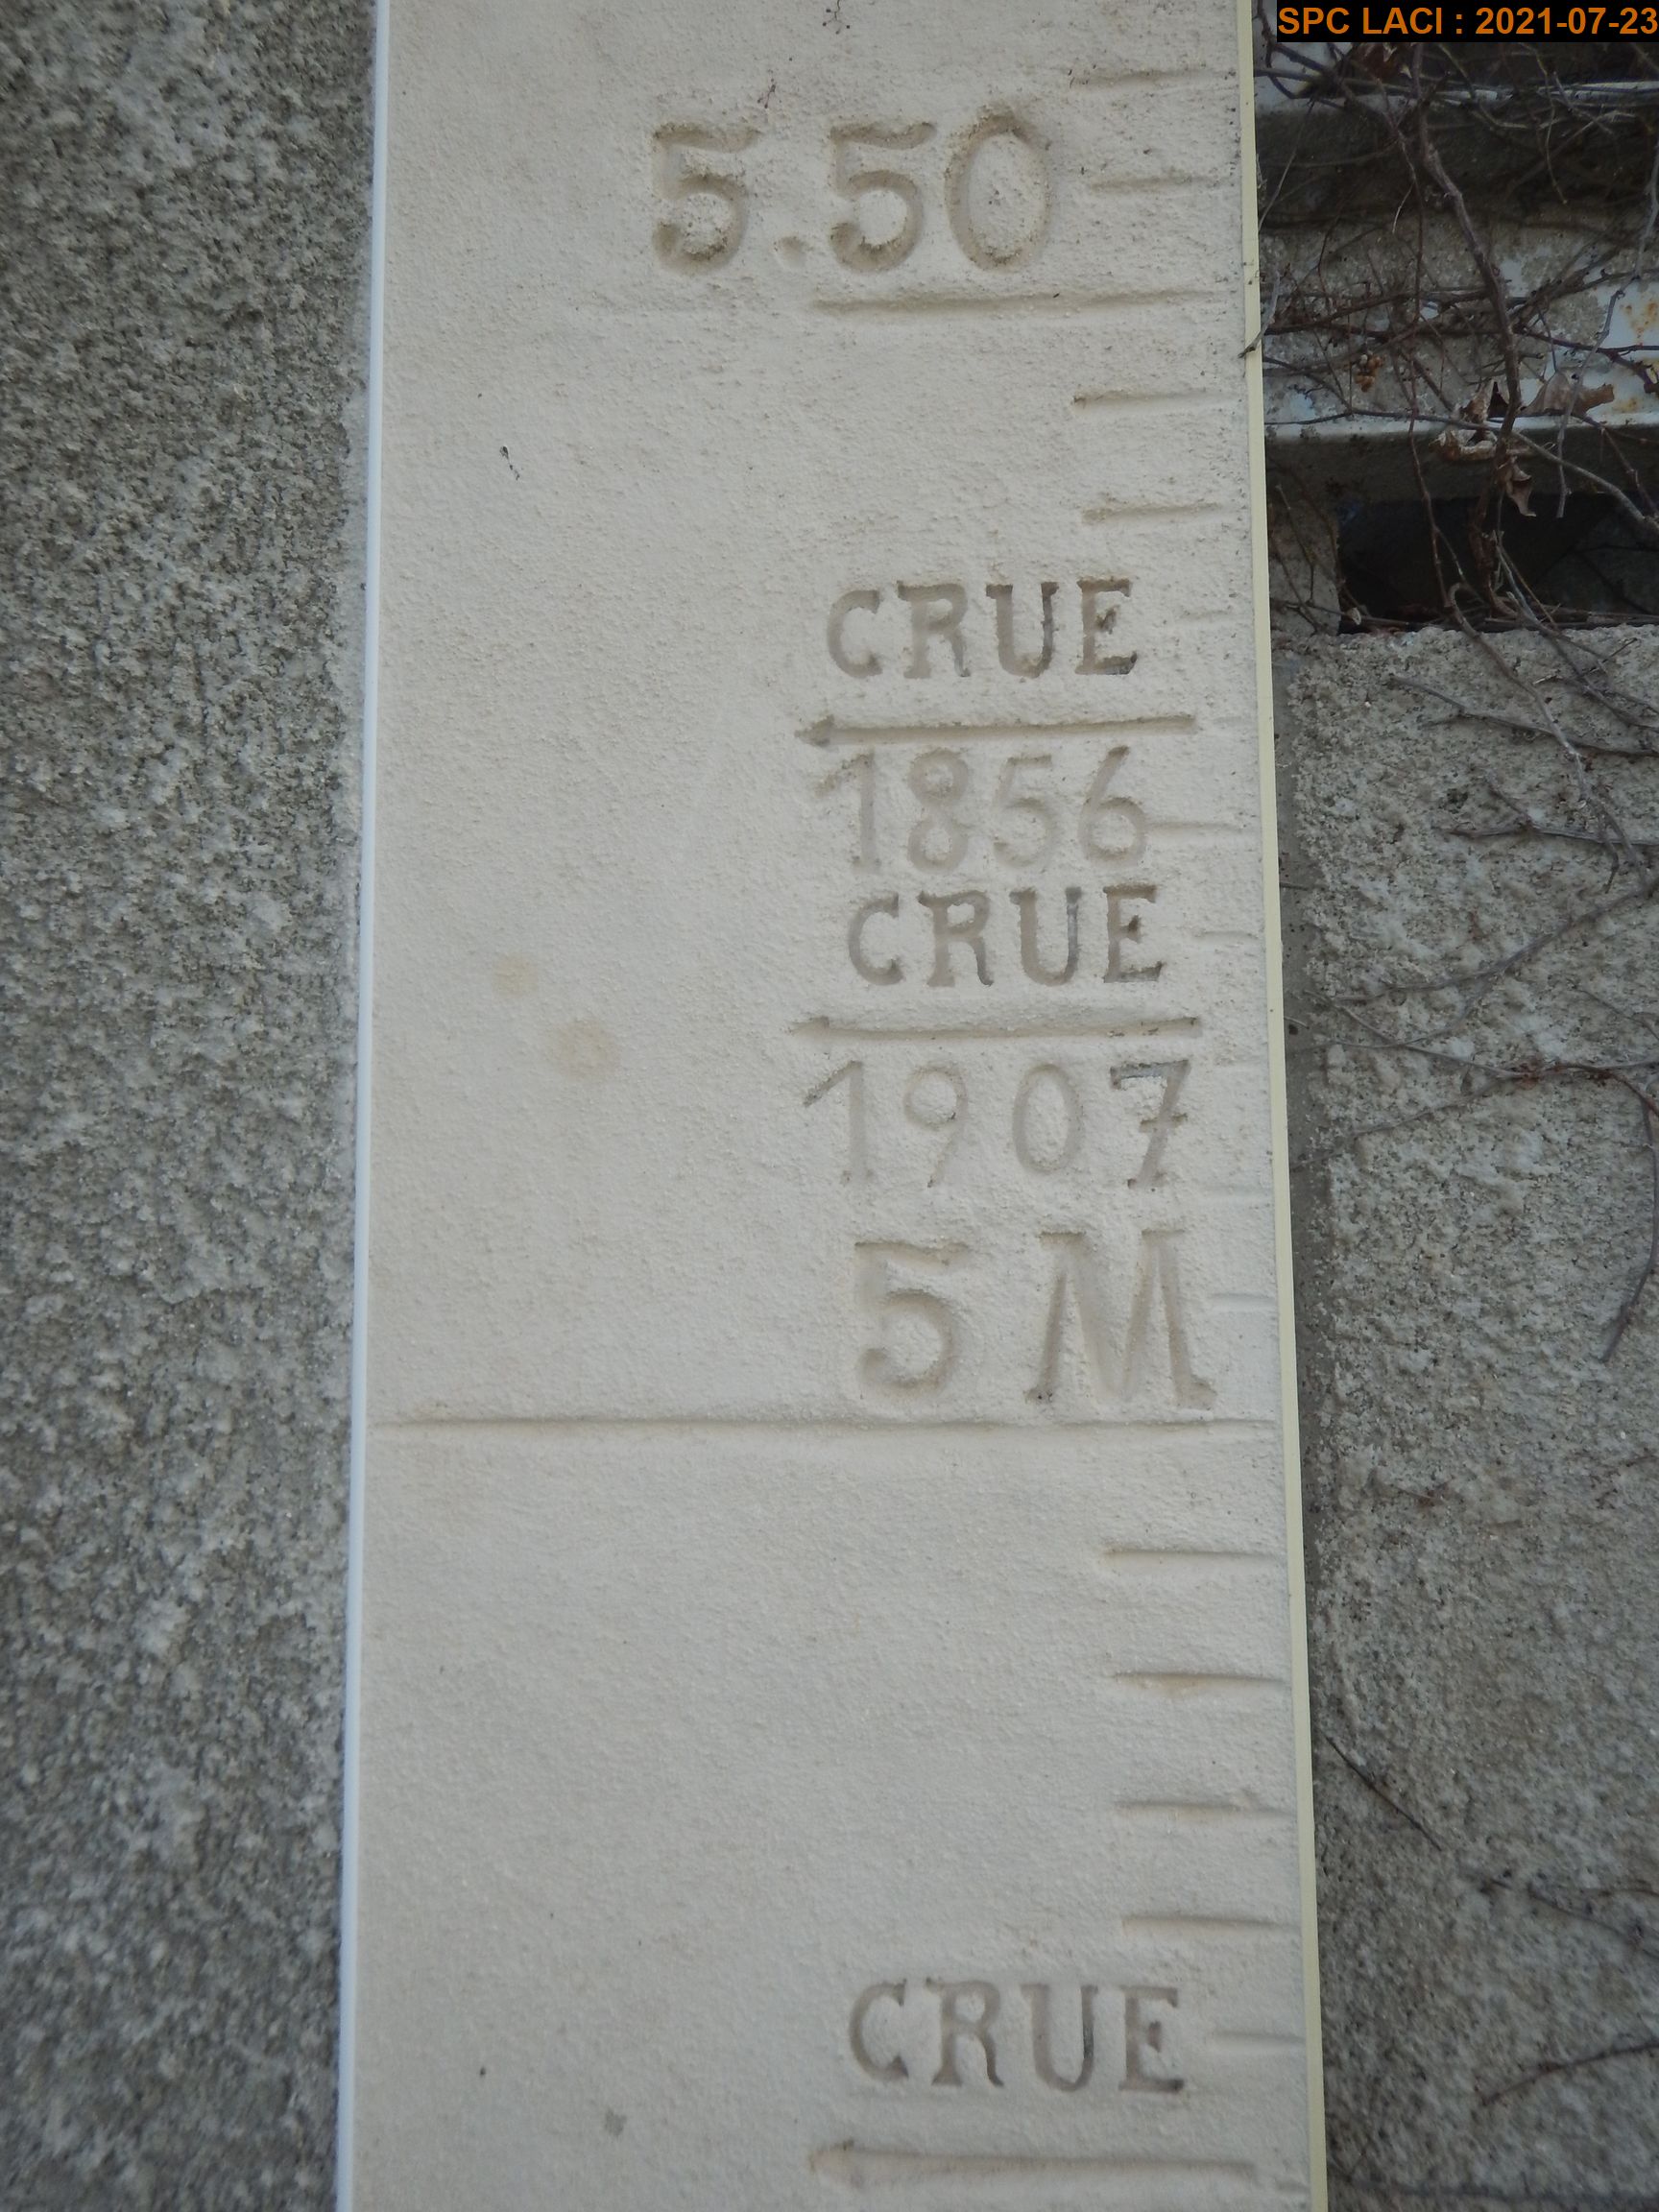 SPC LACI : 2021-07-23
5.50
CRUE
1856
CRUE
1907
5 M
CRUE